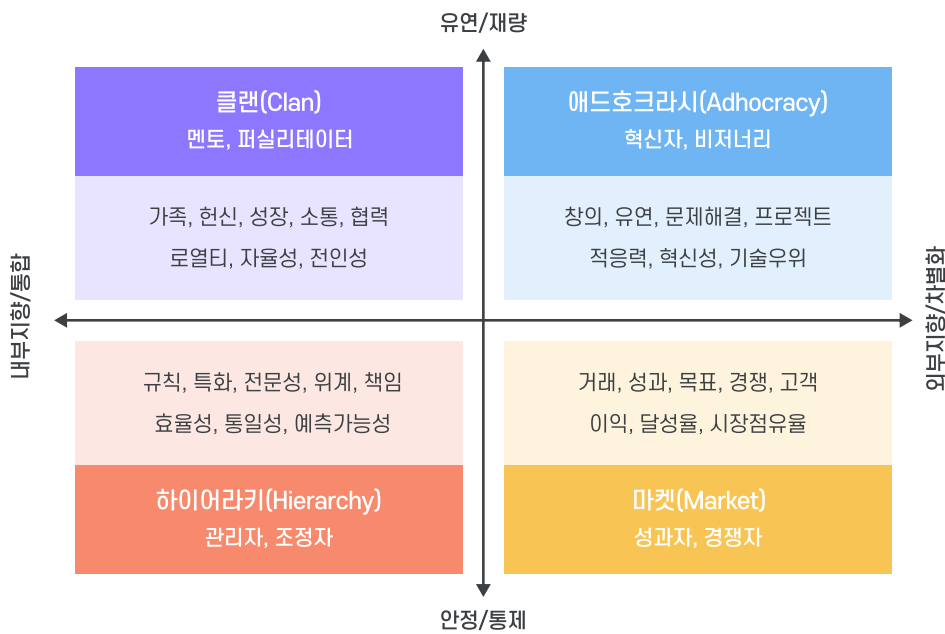 유연/재량
클랜(Clan)
멘토, 퍼실리테이터
가족, 헌신, 성장, 소통, 협력
로열티, 자율성, 전인성
애드호크라시(Adhocracy)
혁신자, 비저너리
창의, 유연, 문제해결, 프로젝트
적응력, 혁신성, 기술우위
내부지향/통합
외부지향/차별화
규칙, 특화, 전문성, 위계, 책임
효율성, 통일성, 예측가능성
하이어라키(Hierarchy)
관리자, 조정자
거래, 성과, 목표, 경쟁, 고객
이익, 달성율, 시장점유율
마켓(Market)
성과자, 경쟁자
안정/통제